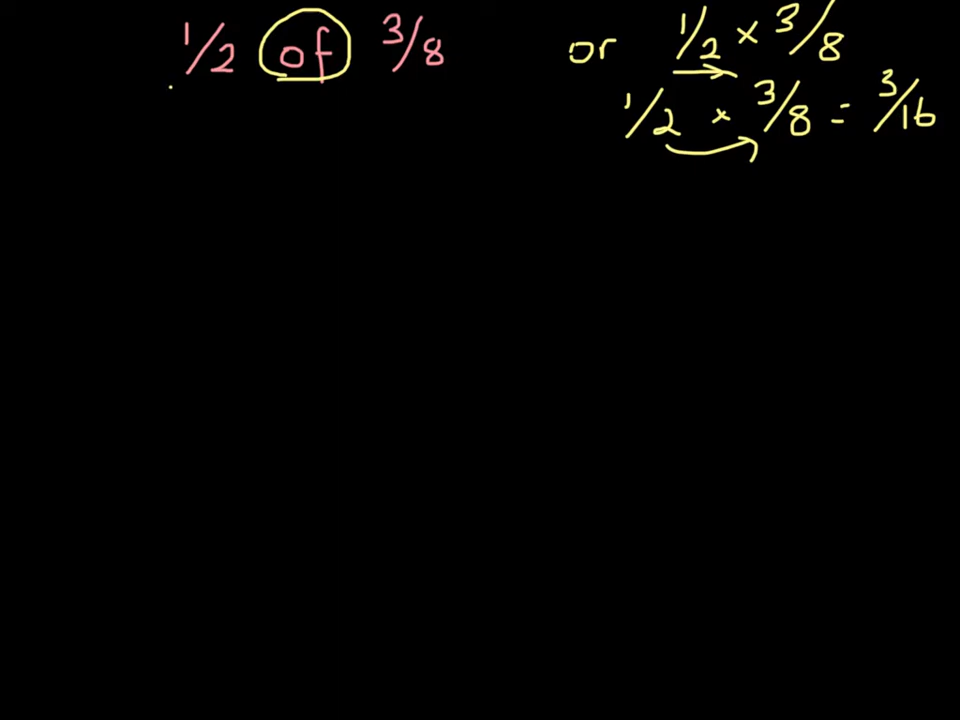 1/2 of 3/8 or 1/2 × 3/8
1/2 × 3/8 = 3/16